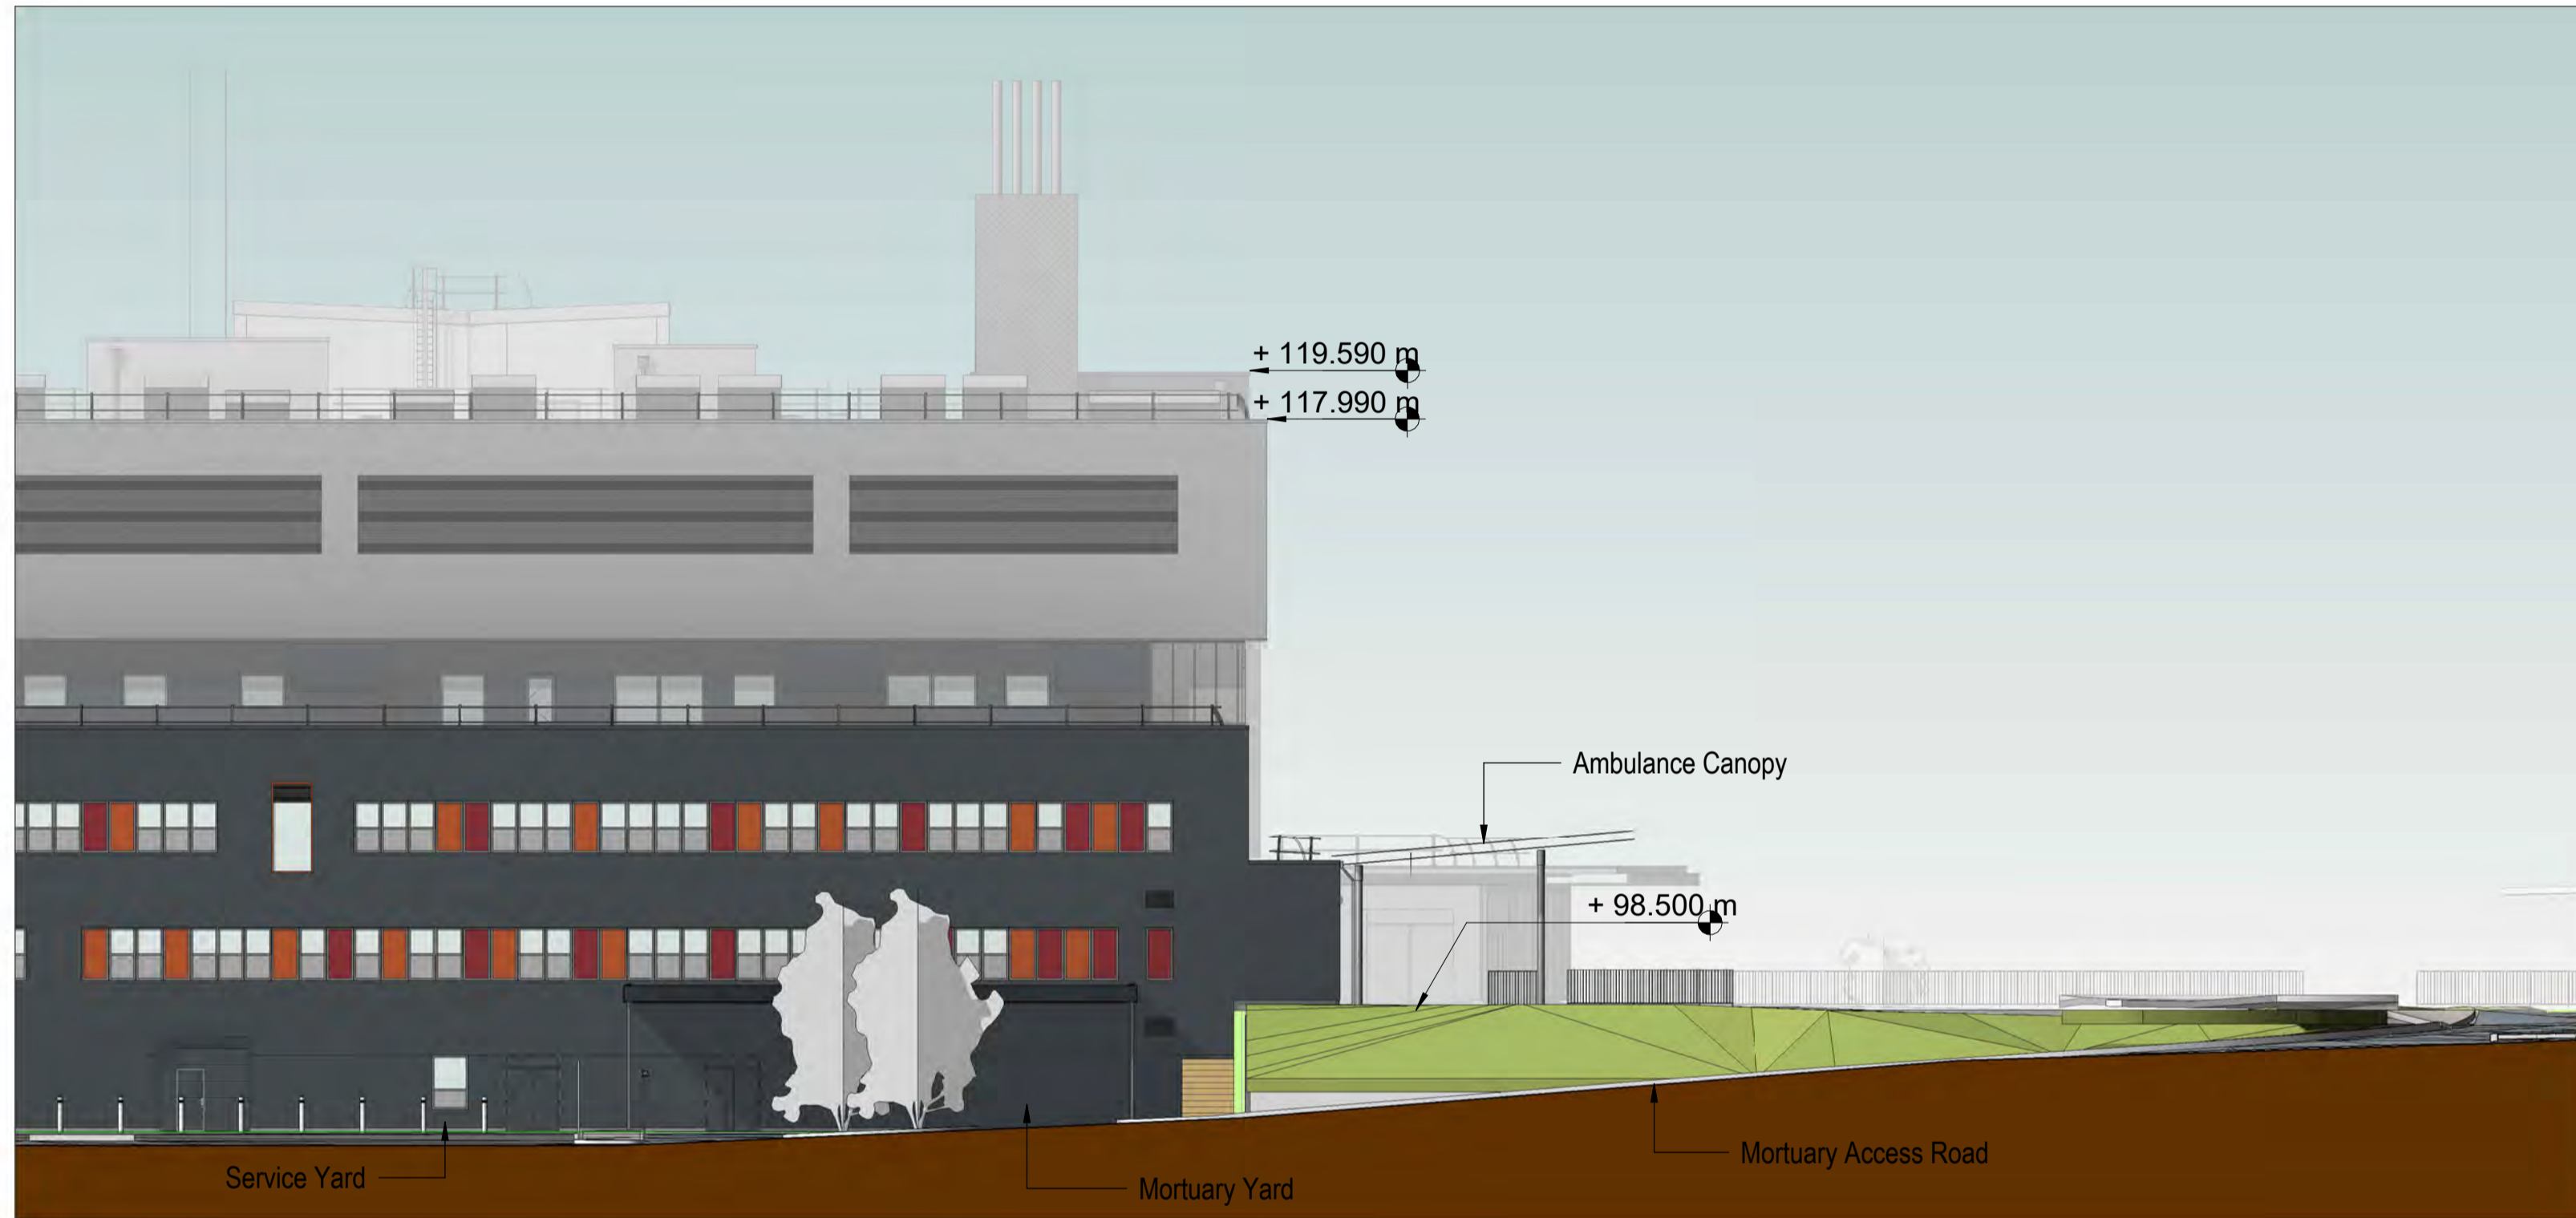 + 119.590 m
+ 117.990 m
Ambulance Canopy
+ 98.500 m
Mortuary Access Road
Service Yard
Mortuary Yard